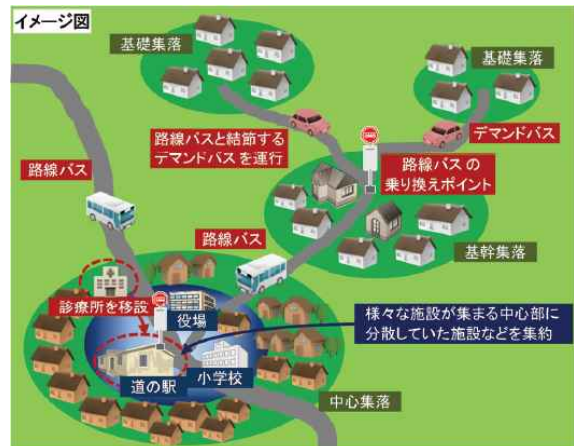 イメージ図
基礎集落
基礎集落
路線バスと結節する
デマンドバスを運行
デマンドバス
路線バスの
乗り換えポイント
路線バス
路線バス
基幹集落
診療所を移設
役場
様々な施設が集まる中心部に
分散していた施設などを集約
道の駅
小学校
中心集落